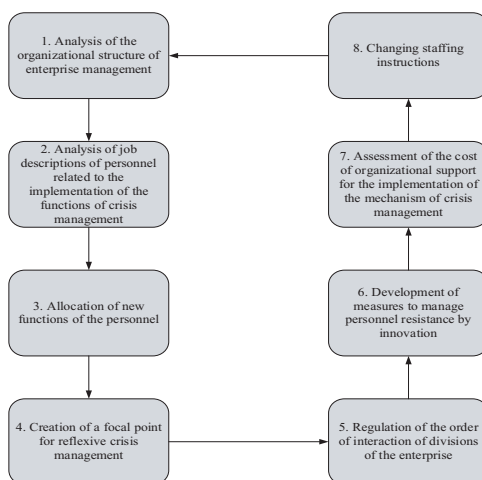 1. Analysis of the
organizational structure of
enterprise management
2. Analysis of job
descriptions of personnel
related to the
implementation of the
functions of crisis
management
3. Allocation of new
functions of the personnel
4. Creation of a focal point
for reflexive crisis
management
5. Regulation of the order
of interaction of divisions
of the enterprise
6. Development of
measures to manage
personnel resistance by
innovation
7. Assessment of the cost
of organizational support
for the implementation of
the mechanism of crisis
management
8. Changing staffing
instructions